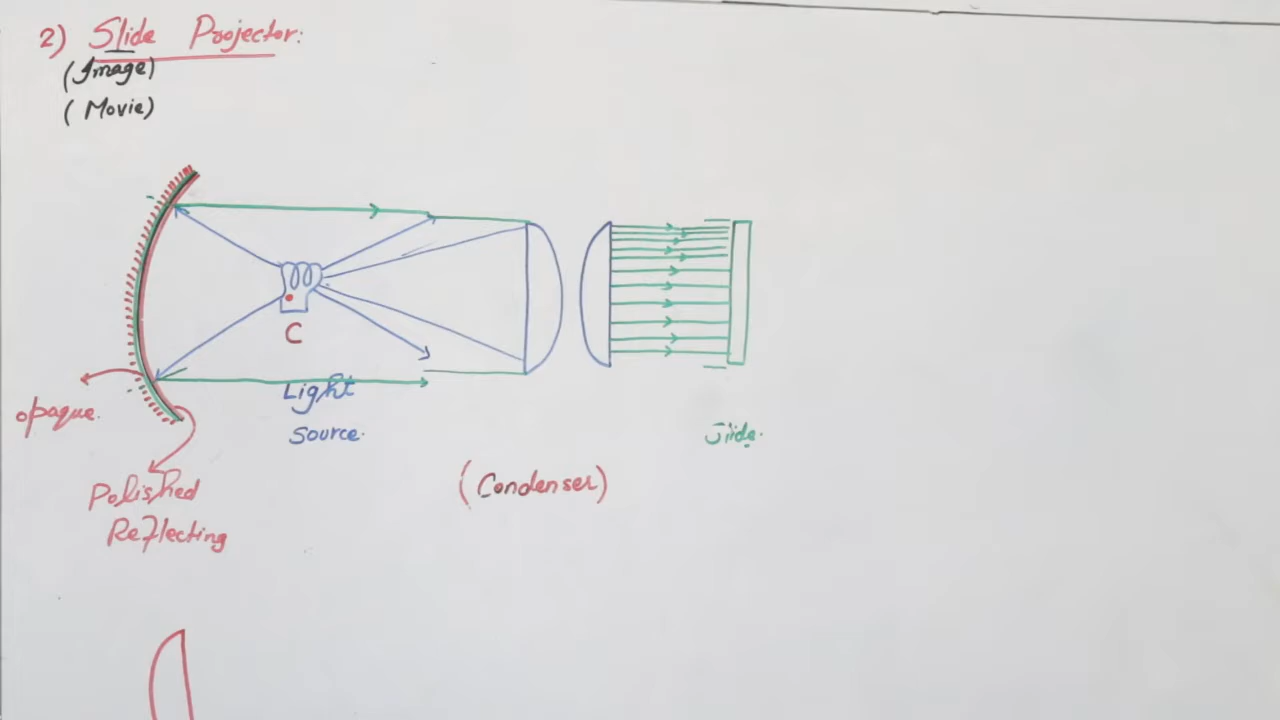 2) Slide Projector:
(Image)
(Movie)
C
opaque.
Light
Source.
Slide.
(Condenser)
Polished
Reflecting